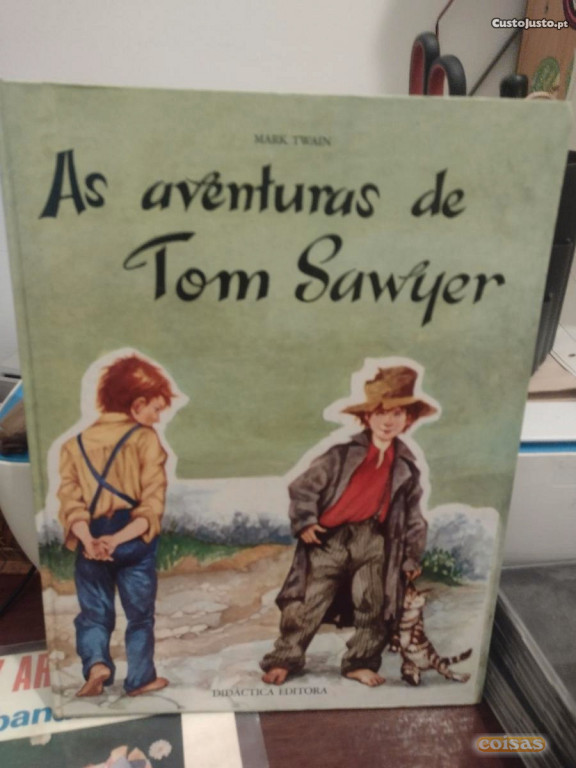 CustoJusto.pt
MARK TWAIN
As aventuras de
Tom Sawyer
DIDÁCTICA EDITORA
coisas